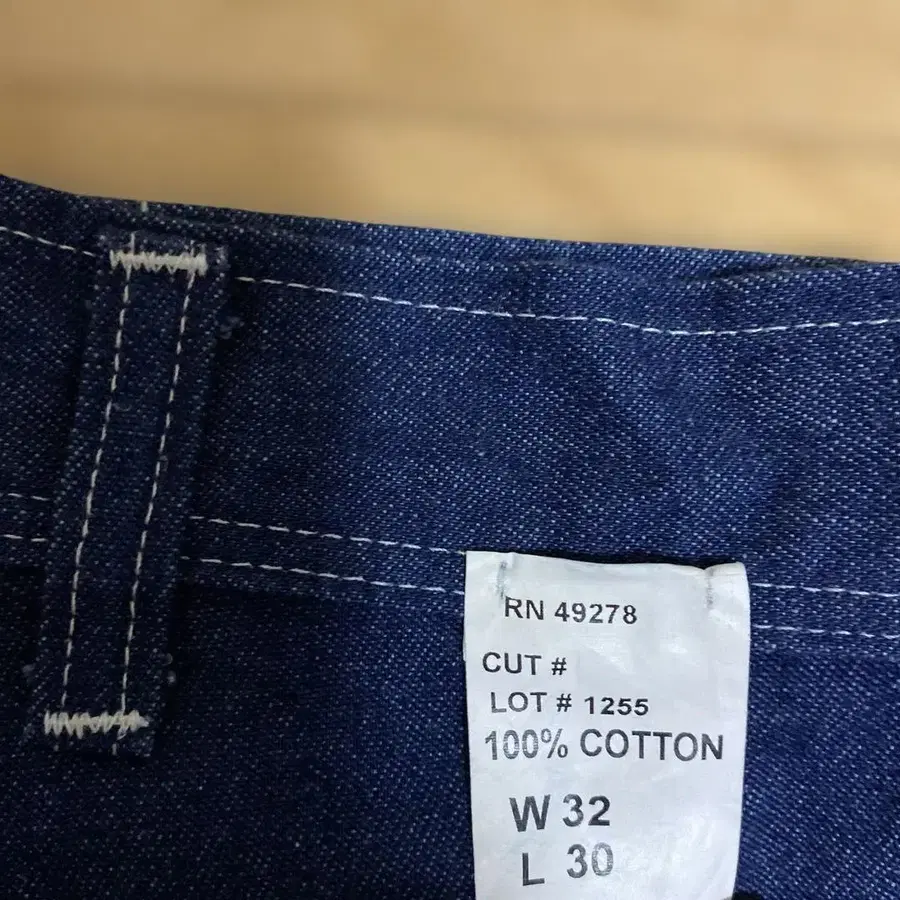 RN 49278
CUT #
LOT # 1255
100% COTTON
W 32
L 30